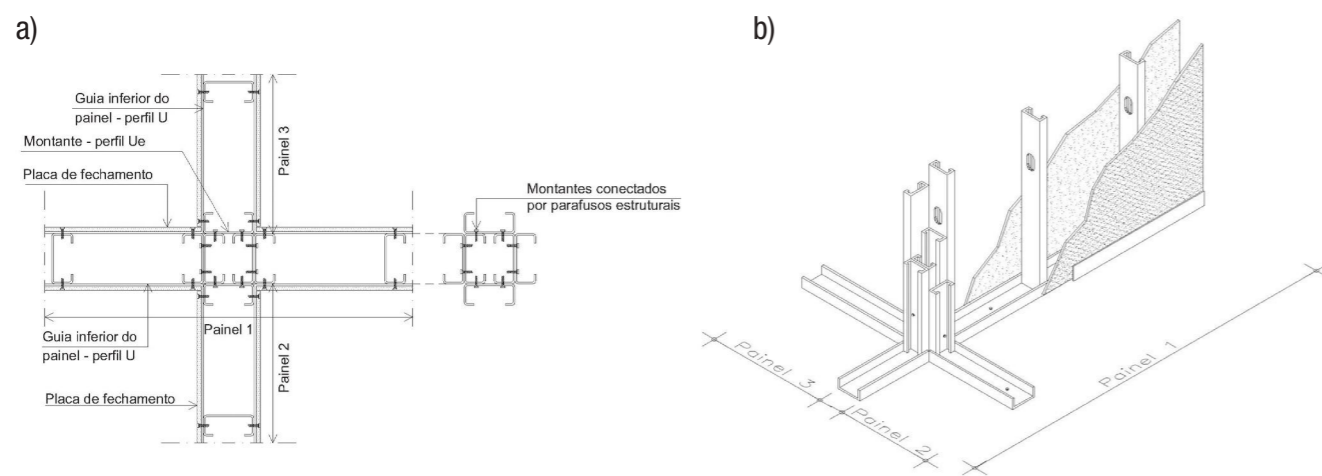 a)
b)
Guia inferior do
painel - perfil U
Montante - perfil Ue
Placa de fechamento
Painel 3
Montantes conectados
por parafusos estruturais
Painel 1
Guia inferior do
painel - perfil U
Painel 2
Placa de fechamento
Painel 3
Painel 2
Painel 1